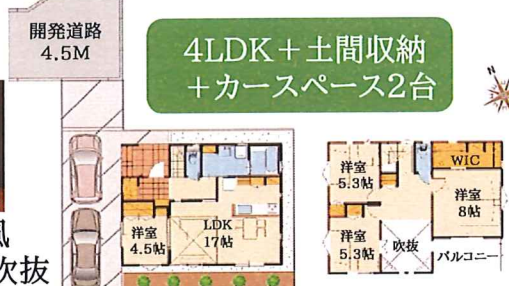 開発道路
4.5M
4LDK+土間収納
+カースペース2台
N
洋室
5.3帖
WIC
洋室
8帖
洋室
4.5帖
LDK
17帖
洋室
5.3帖
吹抜
バルコニー
風
吹抜